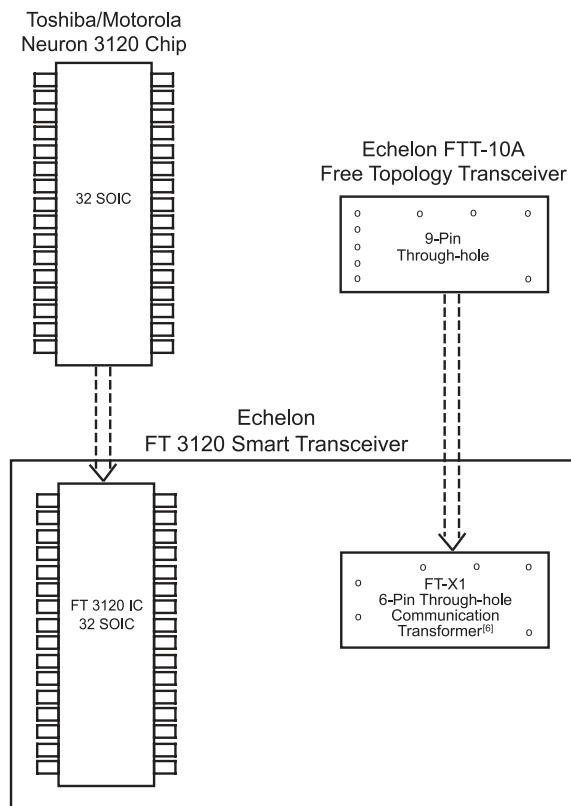 Toshiba/Motorola
Neuron 3120 Chip
32 SOIC
Echelon FTT-10A
Free Topology Transceiver
9-Pin
Through-hole
Echelon
FT 3120 Smart Transceiver
FT 3120 IC
32 SOIC
FT-X1
6-Pin Through-hole
Communication
Transformer[6]